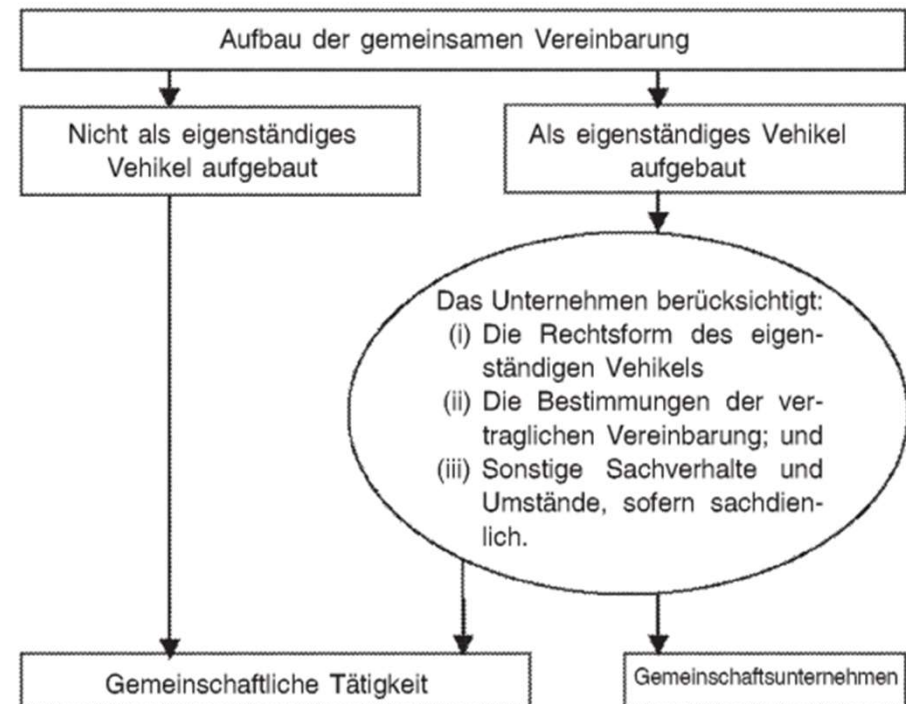 Aufbau der gemeinsamen Vereinbarung
Nicht als eigenständiges
Vehikel aufgebaut
Als eigenständiges Vehikel
aufgebaut
Das Unternehmen berücksichtigt:
(i) Die Rechtsform des eigen-
ständigen Vehikels
(ii) Die Bestimmungen der ver-
traglichen Vereinbarung; und
(iii) Sonstige Sachverhalte und
Umstände, sofern sachdien-
lich.
Gemeinschaftliche Tätigkeit
Gemeinschaftsunternehmen